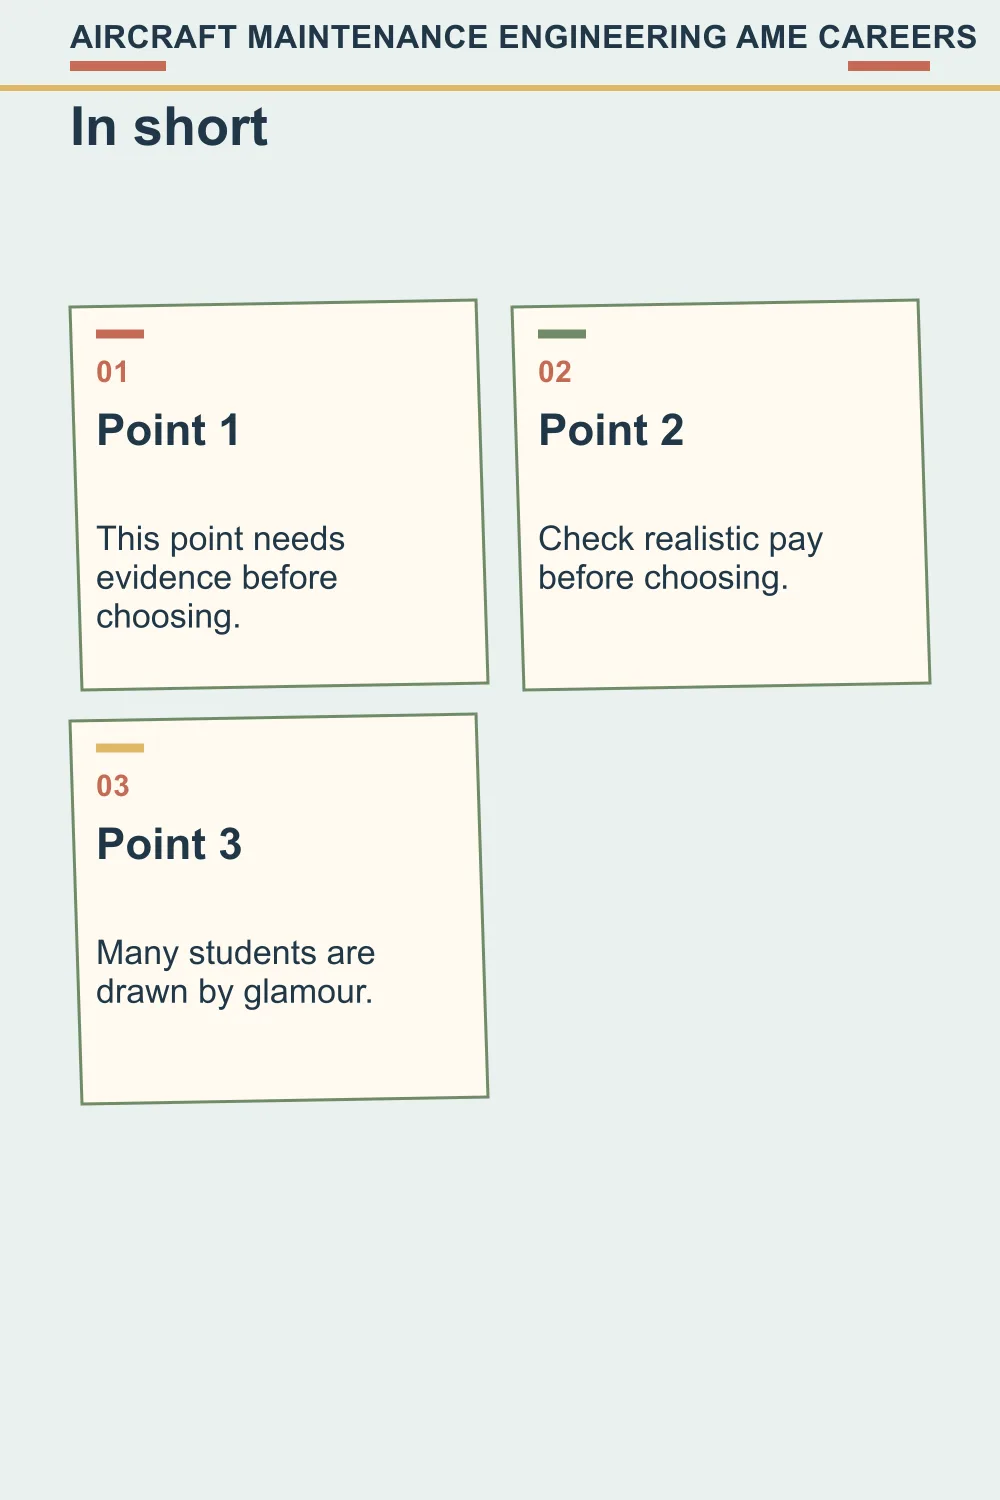 AIRCRAFT MAINTENANCE ENGINEERING AME CAREERS
In short
01
Point 1
This point needs
evidence before
choosing.
02
Point 2
Check realistic pay
before choosing.
03
Point 3
Many students are
drawn by glamour.